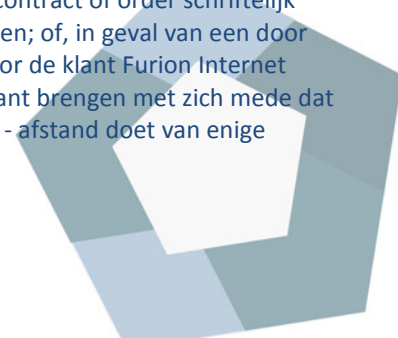 contract of order schriftelijk
en; of, in geval van een door
or de klant Furion Internet
ant brengen met zich mede dat
- afstand doet van enige